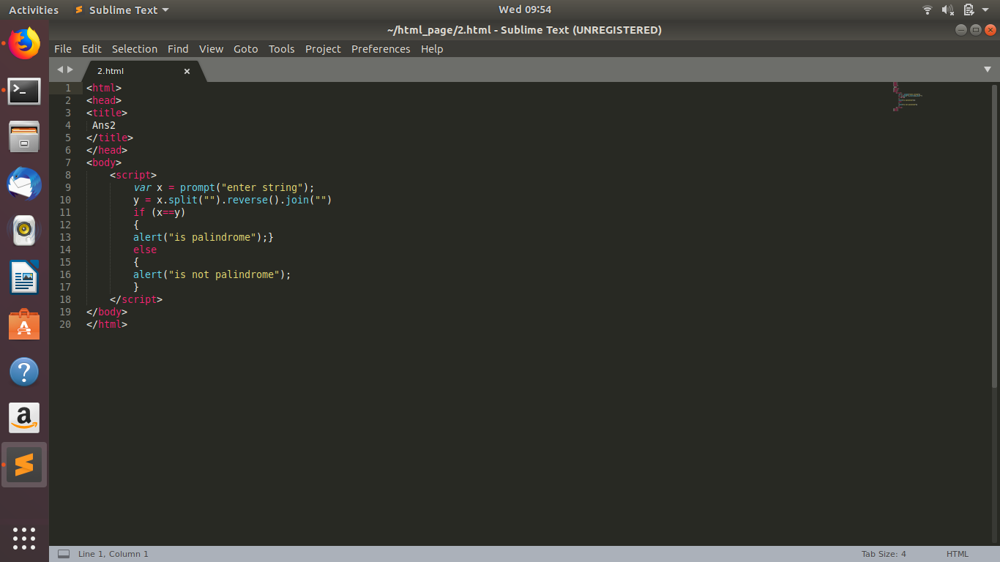 Activities Sublime Text Wed 09:54
~/html_page/2.html - Sublime Text (UNREGISTERED)
File Edit Selection Find View Goto Tools Project Preferences Help
2.html
1 <html>
2 <head>
3 <title>
4  Ans2
5 </title>
6 </head>
7 <body>
8     <script>
9         var x = prompt("enter string");
10         y = x.split("").reverse().join("")
11         if (x==y)
12         {
13         alert("is palindrome");}
14         else
15         {
16         alert("is not palindrome");
17         }
18     </script>
19 </body>
20 </html>
Line 1, Column 1 Tab Size: 4 HTML